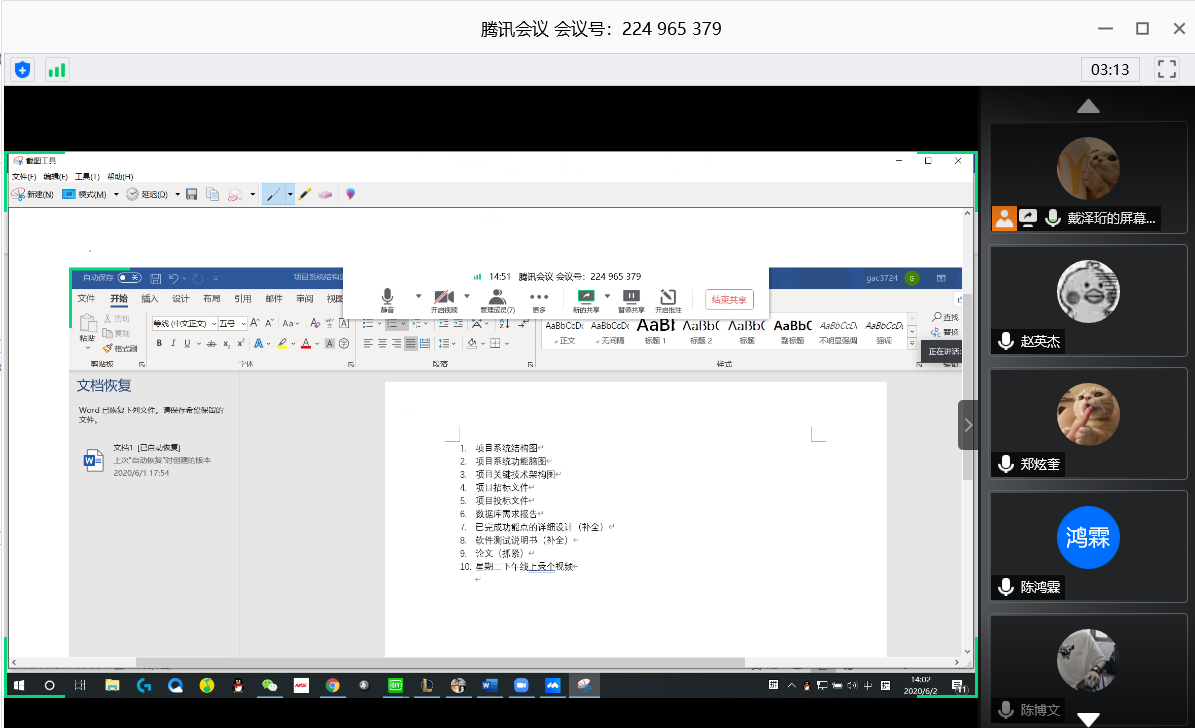 腾讯会议 会议号：224 965 379
03:13
截图工具
文件(F) 编辑(E) 工具(T) 帮助(H)
新建(N) 模式(M) 延迟(D)
自动保存 关
项目系统结构
14:51 腾讯会议 会议号：224 965 379
gac3724 G
文件 开始 插入 设计 布局 引用 邮件 审阅 视图
静音 开启视频 管理成员(7) 更多 新的共享 暂停共享 开启批注 结束共享
粘贴
剪切
复制
格式刷
剪贴板
等线 (中文正文) 五号
字体
段落
AaBbCcDc AaBbCcDc AaBl AaBbC AaBbC AaBbC AaBbCcDc AaBbCcDc
正文 无间隔 标题 1 标题 2 标题 副标题 不明显强调 强调
样式
查找
替换
正在讲话:
文档恢复
Word 已恢复下列文件。请保存希望保留的
文件。
文档1 [已自动恢复]
上次“自动恢复”时创建的版本
2020/6/1 17:54
1. 项目系统结构图
2. 项目系统功能脑图
3. 项目关键技术架构图
4. 项目招标文件
5. 项目投标文件
6. 数据库需求报告
7. 已完成功能点的详细设计（补全）
8. 软件测试说明书（补全）
9. 论文（抓紧）
10. 星期二下午线上录个视频
中
14:02
2020/6/2
11
戴泽珩的屏幕...
赵英杰
郑炫奎
鸿霖
陈鸿霖
陈博文